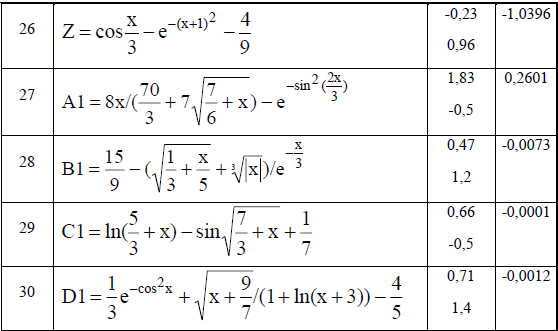 26 Z = cos x/3 − e^(−(x+1)^2) − 4/9 -0,23 -1,0396
0,96
27 A1 = 8x/(70/3 + 7√(7/6 + x)) − e^(−sin^2(2x/3)) 1,83 0,2601
-0,5
28 B1 = 15/9 − (√(1/3 + x/5) + ∛|x|)/e^(−x/3) 0,47 -0,0073
1,2
29 C1 = ln(5/3 + x) − sin√(7/3 + x) + 1/7 0,66 -0,0001
-0,5
30 D1 = 1/3 e^(−cos^2 x) + √(x + 9/7)/(1 + ln(x + 3)) − 4/5 0,71 -0,0012
1,4